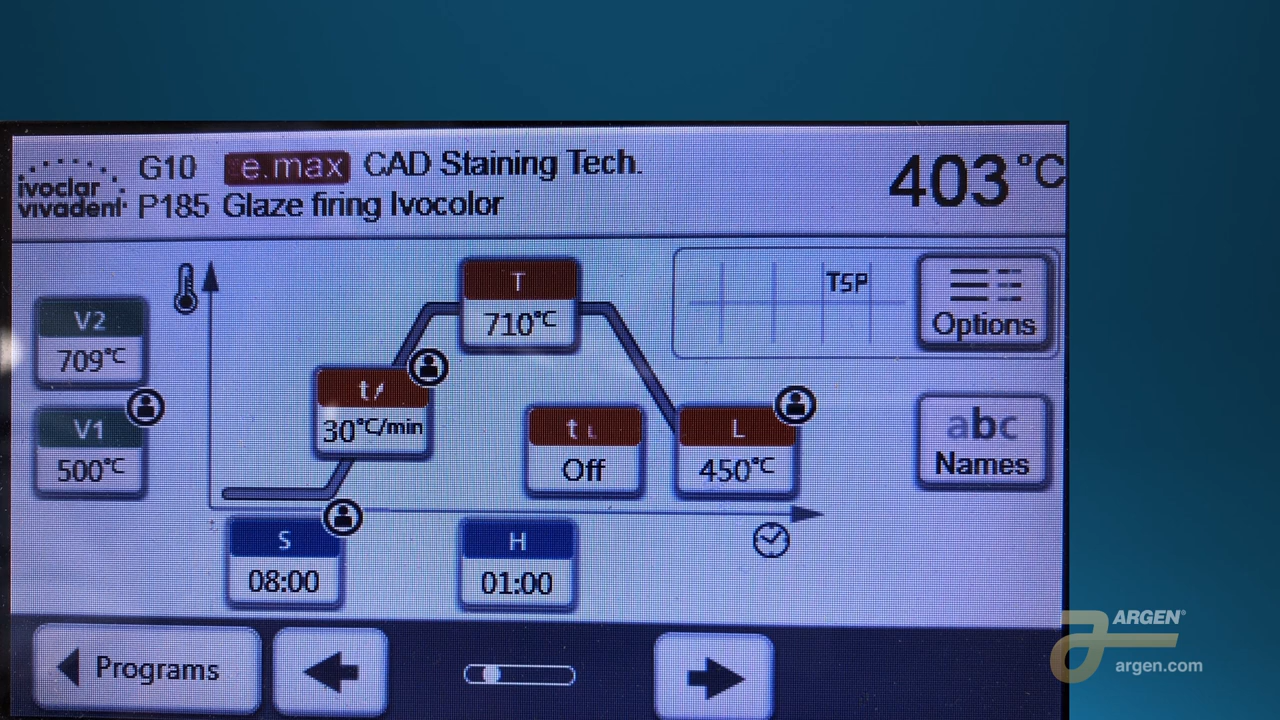 ivoclar
vivadent
G10 e.max CAD Staining Tech.
P185 Glaze firing Ivocolor
403°C
V2
709°C
V1
500°C
T
710°C
t
30°C/min
t L
Off
L
450°C
TSP
Options
abc
Names
S
08:00
H
01:00
Programs
ARGEN®
argen.com